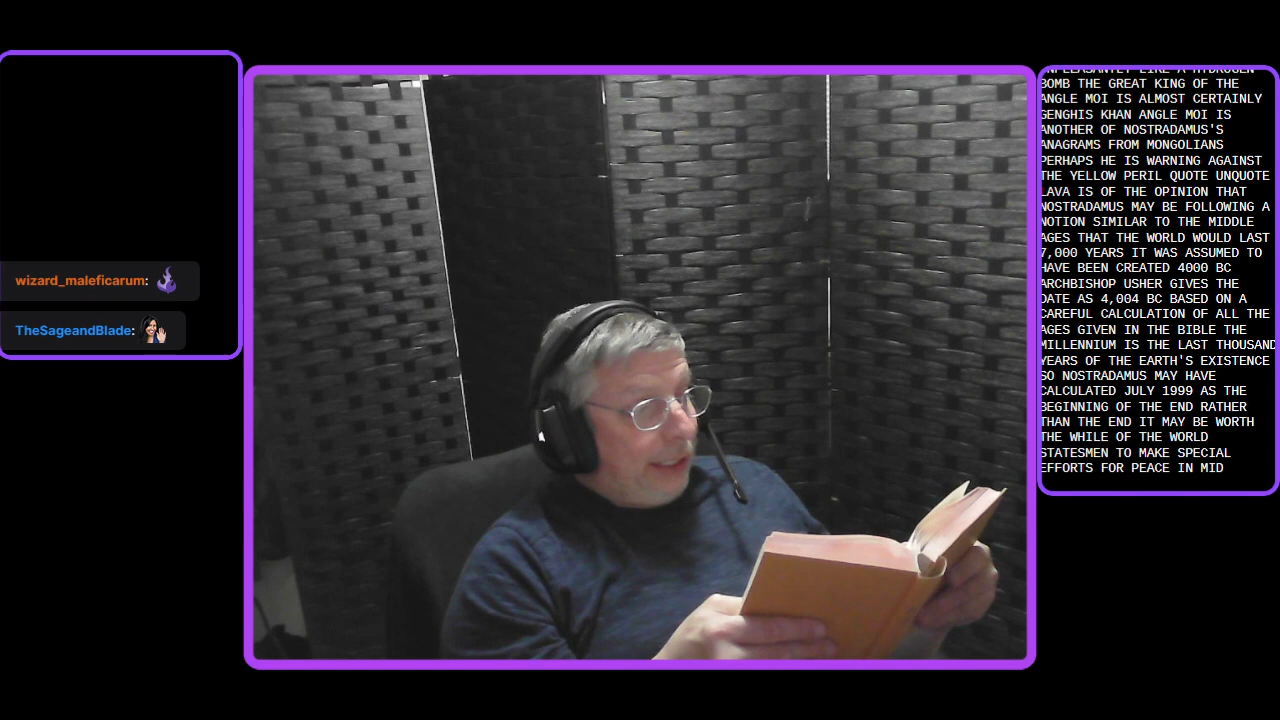 wizard_maleficarum:
TheSageandBlade:
UNPLEASANTLY LIKE A HYDROGEN
BOMB THE GREAT KING OF THE
ANGLE MOI IS ALMOST CERTAINLY
GENGHIS KHAN ANGLE MOI IS
ANOTHER OF NOSTRADAMUS'S
ANAGRAMS FROM MONGOLIANS
PERHAPS HE IS WARNING AGAINST
THE YELLOW PERIL QUOTE UNQUOTE
LAVA IS OF THE OPINION THAT
NOSTRADAMUS MAY BE FOLLOWING A
NOTION SIMILAR TO THE MIDDLE
AGES THAT THE WORLD WOULD LAST
7,000 YEARS IT WAS ASSUMED TO
HAVE BEEN CREATED 4000 BC
ARCHBISHOP USHER GIVES THE
DATE AS 4,004 BC BASED ON A
CAREFUL CALCULATION OF ALL THE
AGES GIVEN IN THE BIBLE THE
MILLENNIUM IS THE LAST THOUSAND
YEARS OF THE EARTH'S EXISTENCE
SO NOSTRADAMUS MAY HAVE
CALCULATED JULY 1999 AS THE
BEGINNING OF THE END RATHER
THAN THE END IT MAY BE WORTH
THE WHILE OF THE WORLD
STATESMEN TO MAKE SPECIAL
EFFORTS FOR PEACE IN MID